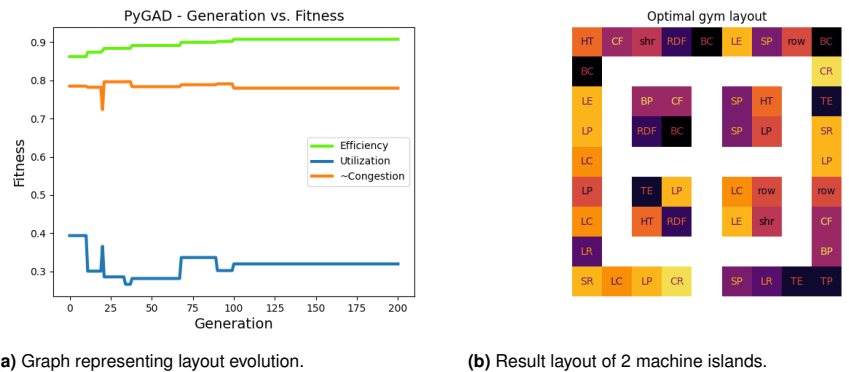 PyGAD - Generation vs. Fitness
0.9
0.8
0.7
0.6
0.5
0.4
0.3
Fitness
Efficiency
Utilization
~Congestion
0 25 50 75 100 125 150 175 200
Generation
Optimal gym layout
HT CF shr RDF BC LE SP row BC
BC CR
LE BP CF SP HT TE
LP RDF BC SP LP SR
LC LP
LP TE LP LC row row
LC HT RDF LE shr CF
LR BP
SR LC LP CR SP LR TE TP
a) Graph representing layout evolution.
(b) Result layout of 2 machine islands.